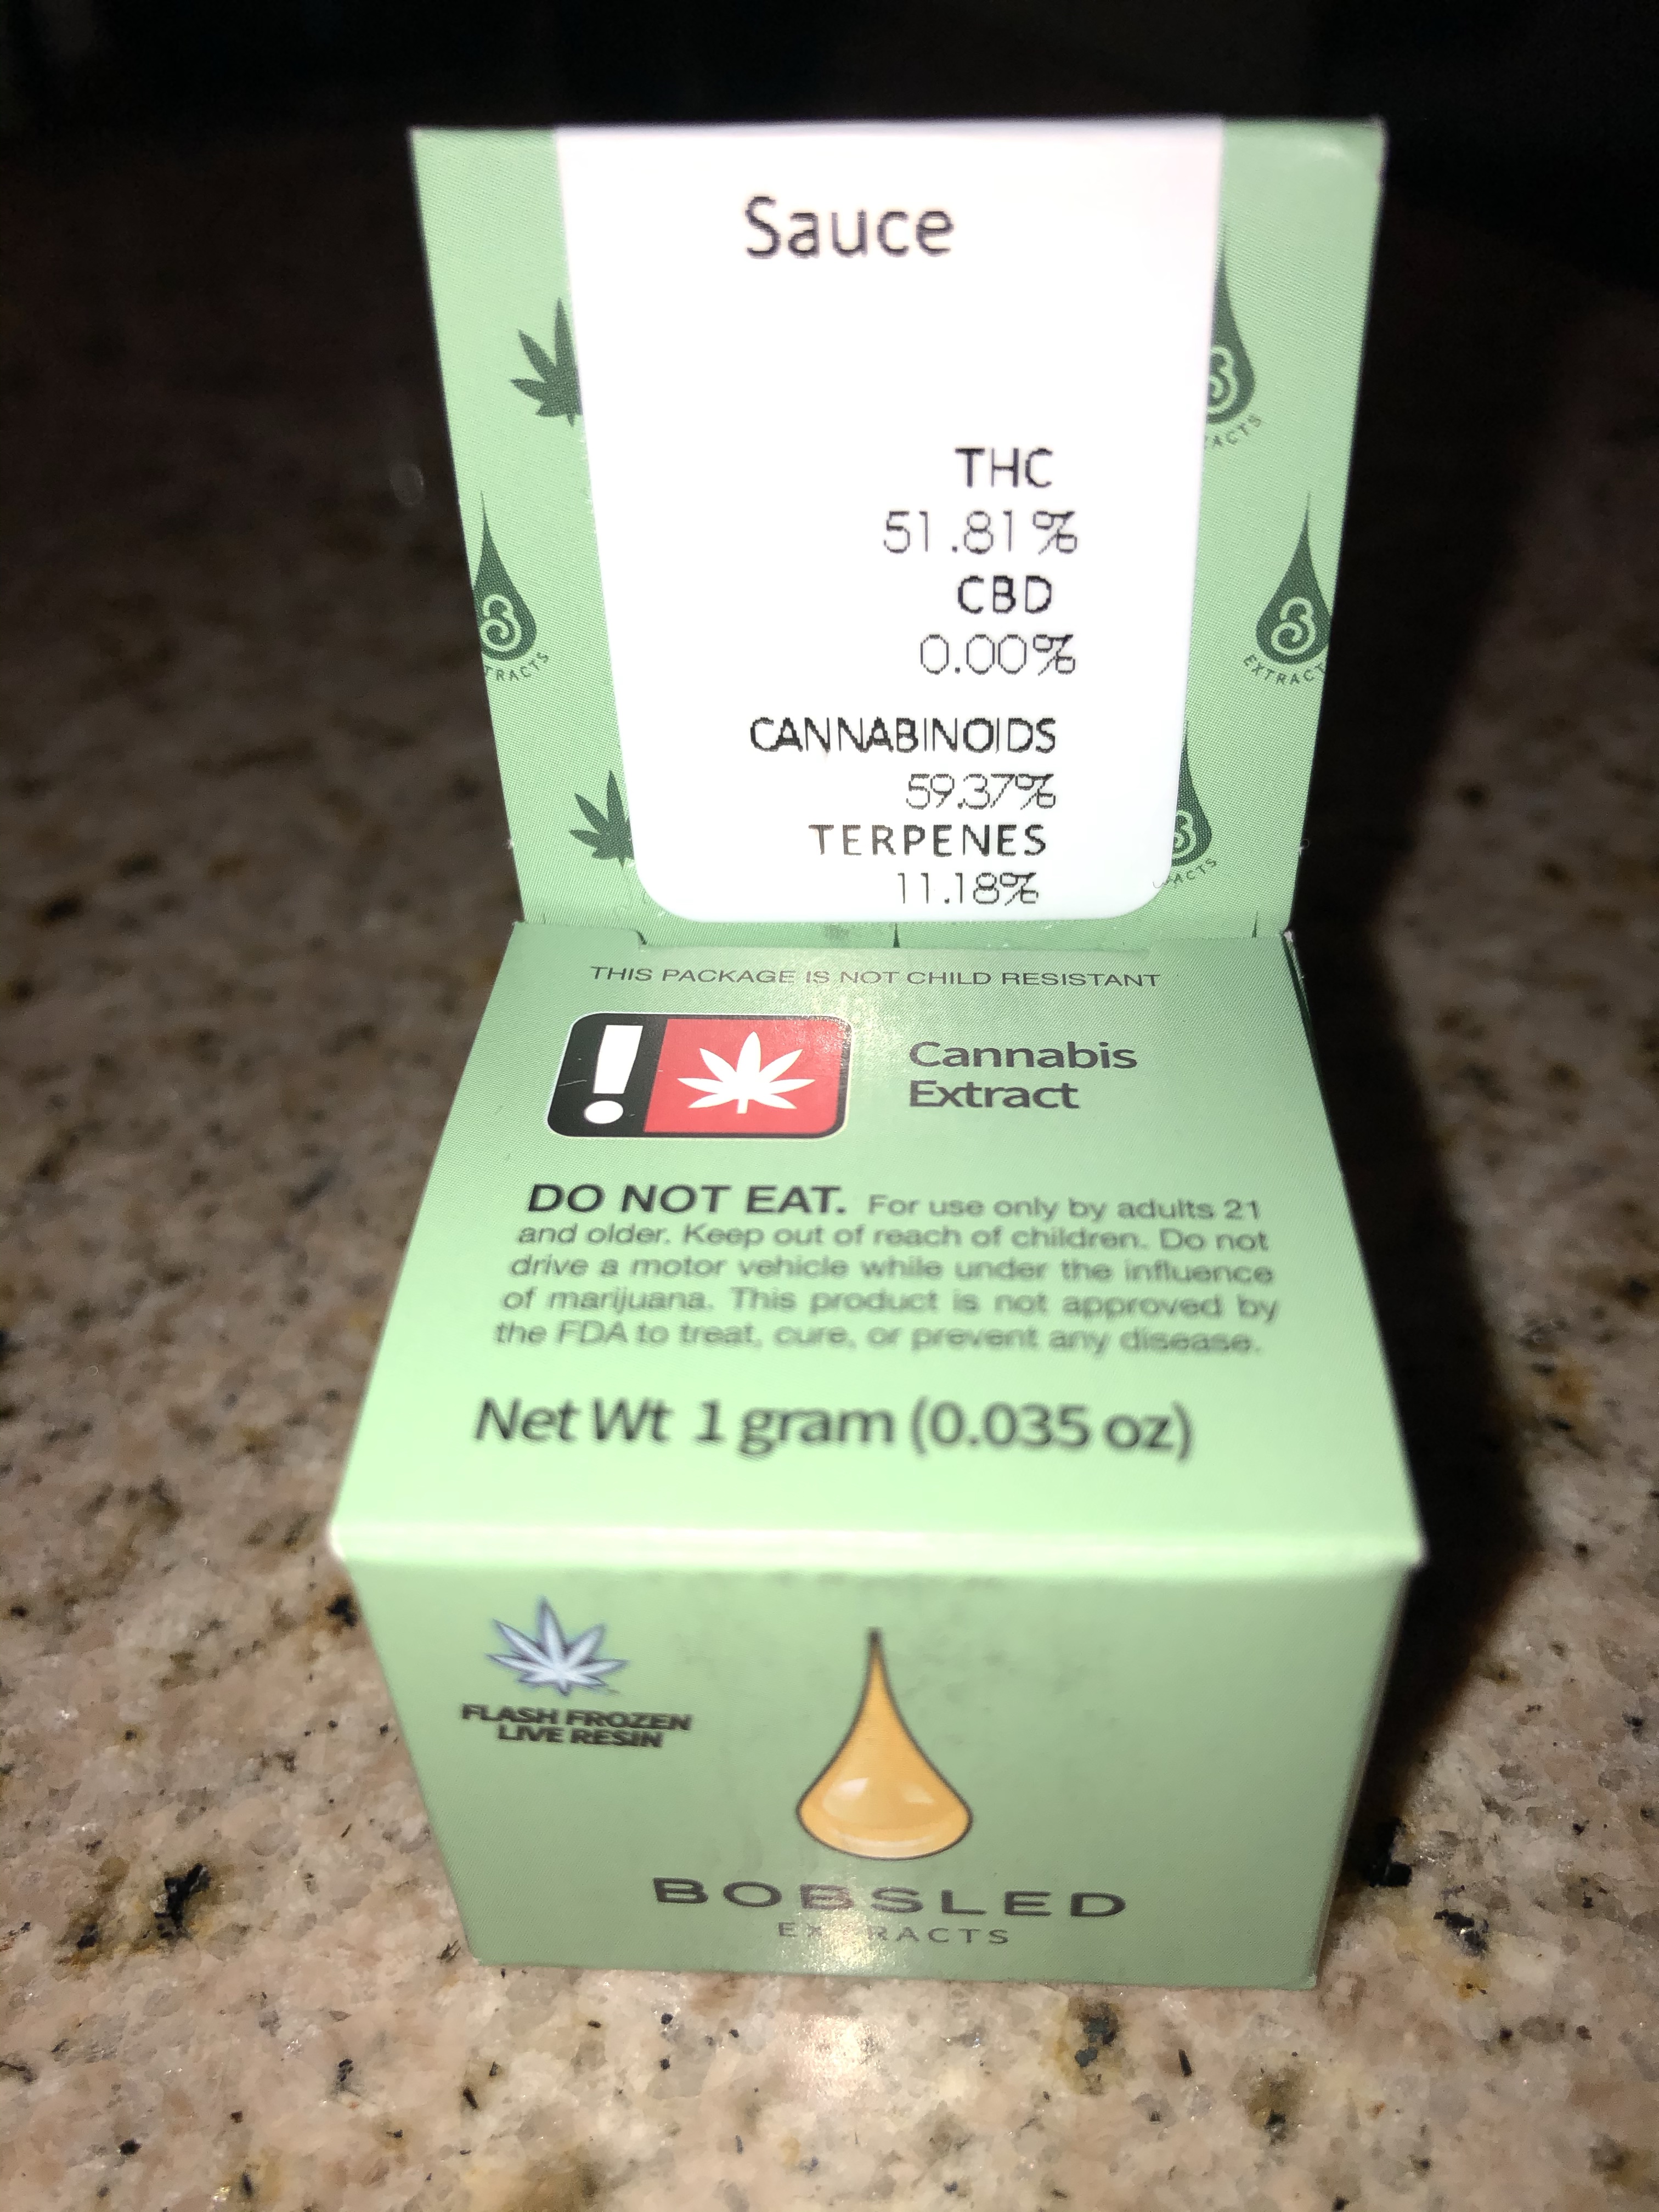 Sauce
THC
51.81%
CBD
0.00%
CANNABINOIDS
59.37%
TERPENES
11.18%
THIS PACKAGE IS NOT CHILD RESISTANT
!
Cannabis
Extract
DO NOT EAT. For use only by adults 21
and older. Keep out of reach of children. Do not
drive a motor vehicle while under the influence
of marijuana. This product is not approved by
the FDA to treat, cure, or prevent any disease.
Net Wt 1 gram (0.035 oz)
FLASH FROZEN
LIVE RESIN
BOBSLED
EXTRACTS